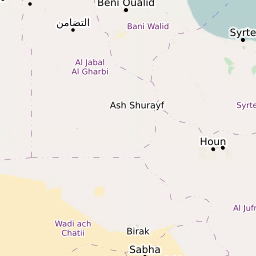 Beni Oualid
التضامن
Bani Walid
Syrte
Al Jabal
Al Gharbi
Ash Shurayf
Syrte
Houn
Al Jufr
Wadi ach
Chatii
Birak
Sabha